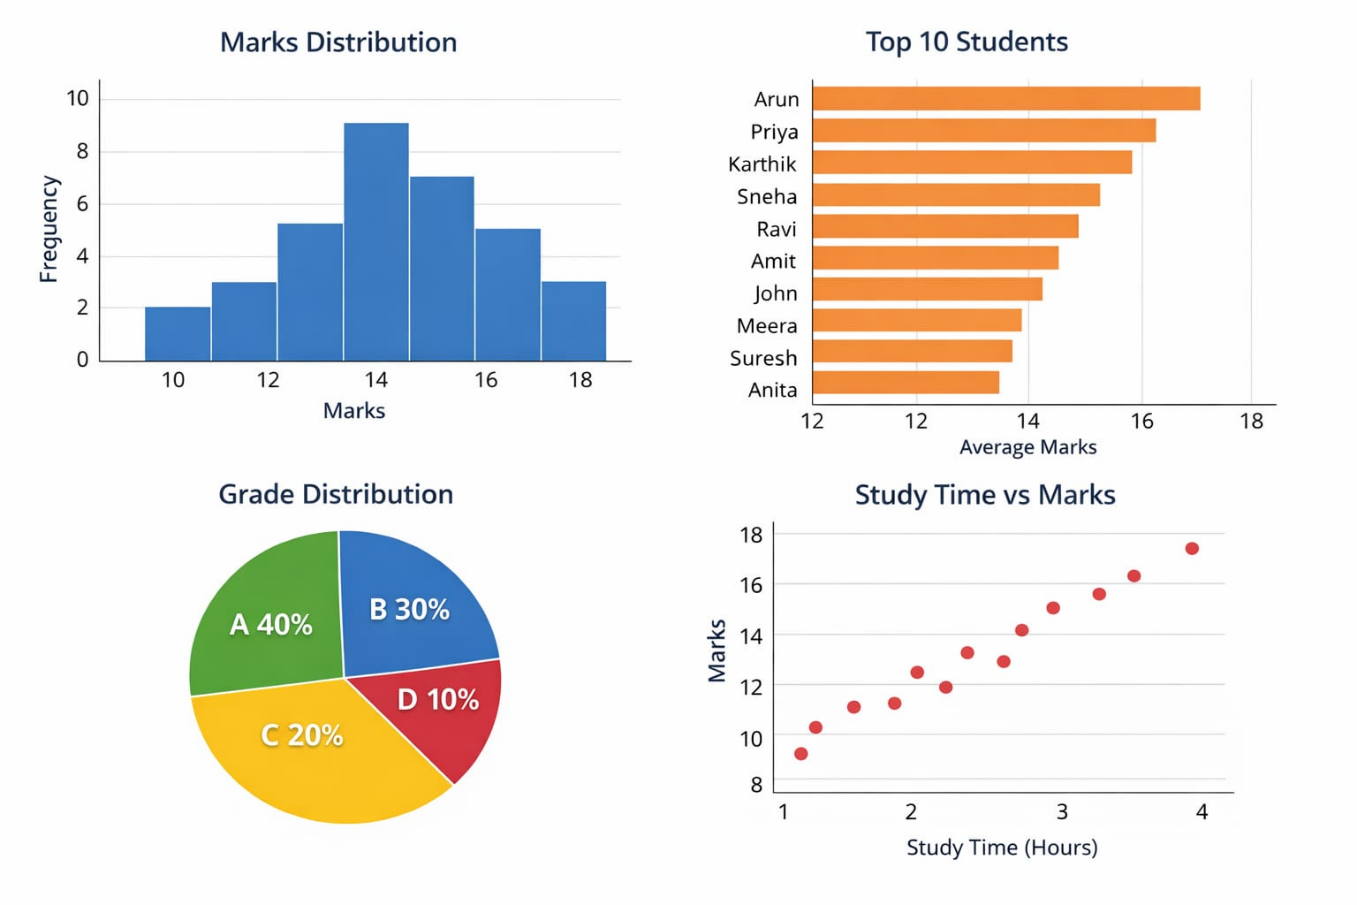 Marks Distribution
Frequency
10
8
6
4
2
0
10 12 14 16 18
Marks
Top 10 Students
Arun
Priya
Karthik
Sneha
Ravi
Amit
John
Meera
Suresh
Anita
12 12 14 16 18
Average Marks
Grade Distribution
A 40%
B 30%
D 10%
C 20%
Study Time vs Marks
Marks
18
16
14
12
10
8
1 2 3 4
Study Time (Hours)